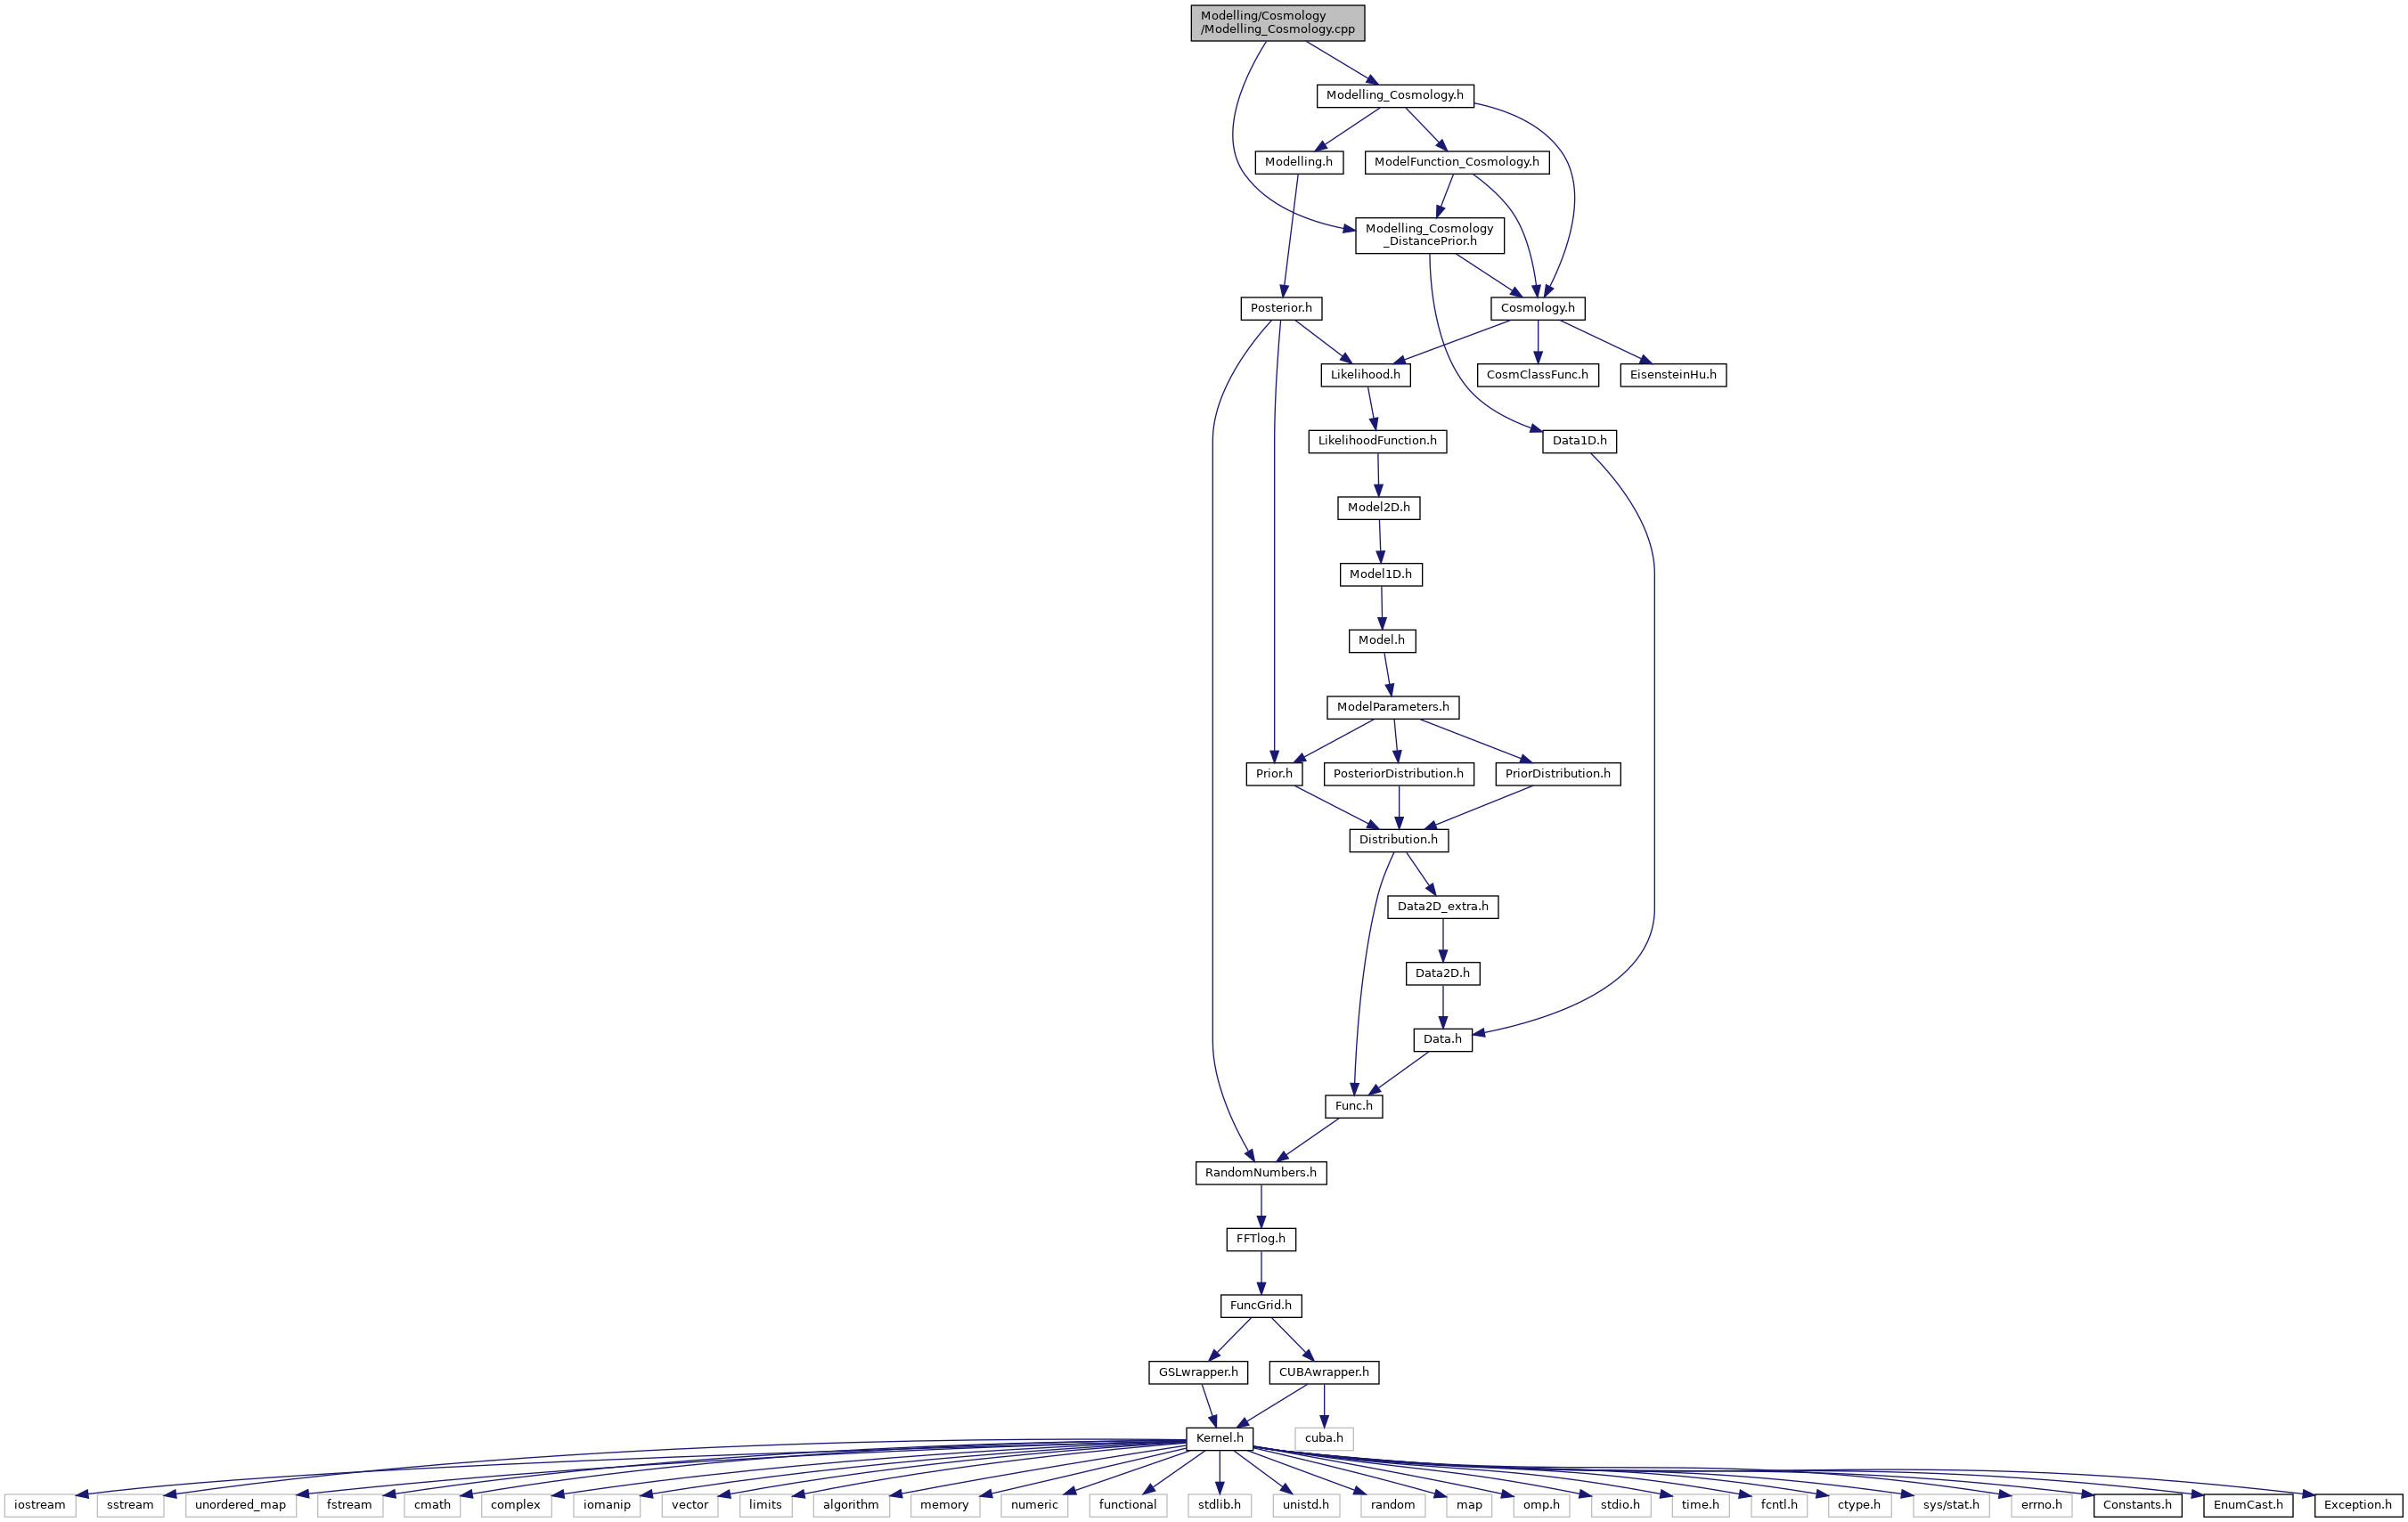 Modelling/Cosmology
/Modelling_Cosmology.cpp
Modelling_Cosmology.h
Modelling.h
ModelFunction_Cosmology.h
Modelling_Cosmology
_DistancePrior.h
Posterior.h
Cosmology.h
Likelihood.h
CosmClassFunc.h
EisensteinHu.h
LikelihoodFunction.h
Data1D.h
Model2D.h
Model1D.h
Model.h
ModelParameters.h
Prior.h
PosteriorDistribution.h
PriorDistribution.h
Distribution.h
Data2D_extra.h
Data2D.h
Data.h
Func.h
RandomNumbers.h
FFTlog.h
FuncGrid.h
GSLwrapper.h
CUBAwrapper.h
Kernel.h
cuba.h
iostream
sstream
unordered_map
fstream
cmath
complex
iomanip
vector
limits
algorithm
memory
numeric
functional
stdlib.h
unistd.h
random
map
omp.h
stdio.h
time.h
fcntl.h
ctype.h
sys/stat.h
errno.h
Constants.h
EnumCast.h
Exception.h